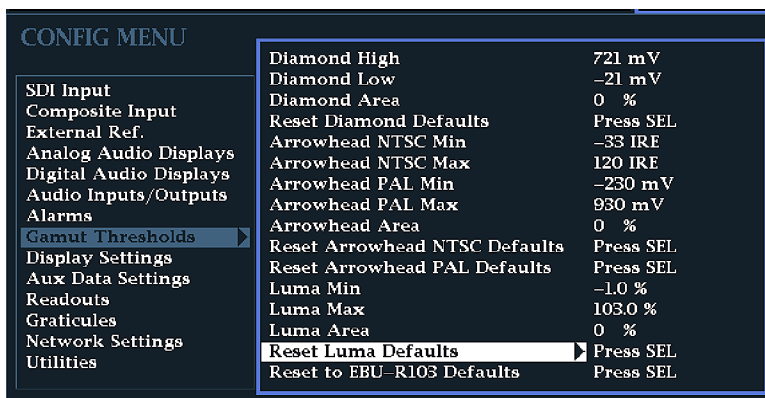 CONFIG MENU
SDI Input
Composite Input
External Ref.
Analog Audio Displays
Digital Audio Displays
Audio Inputs/Outputs
Alarms
Gamut Thresholds
Display Settings
Aux Data Settings
Readouts
Graticules
Network Settings
Utilities
Diamond High 721 mV
Diamond Low –21 mV
Diamond Area 0 %
Reset Diamond Defaults Press SEL
Arrowhead NTSC Min –33 IRE
Arrowhead NTSC Max 120 IRE
Arrowhead PAL Min –230 mV
Arrowhead PAL Max 930 mV
Arrowhead Area 0 %
Reset Arrowhead NTSC Defaults Press SEL
Reset Arrowhead PAL Defaults Press SEL
Luma Min –1.0 %
Luma Max 103.0 %
Luma Area 0 %
Reset Luma Defaults Press SEL
Reset to EBU–R103 Defaults Press SEL